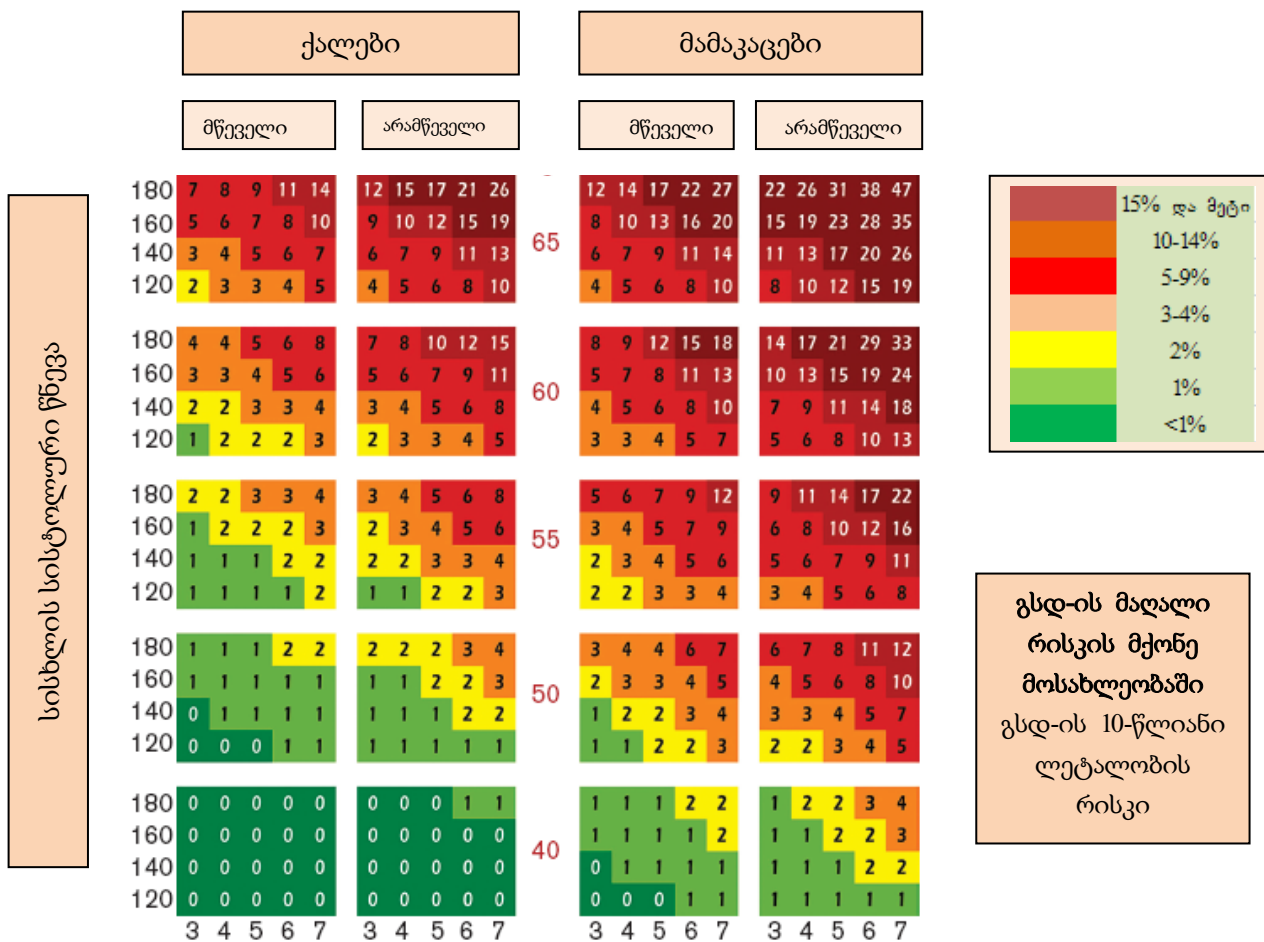 ქალები მამაკაცები
მწეველი არამწეველი მწეველი არამწეველი
სისხლის სისტოლური წნევა
180 7 8 9 11 14 12 15 17 21 26 12 14 17 22 27 22 26 31 38 47
160 5 6 7 8 10 9 10 12 15 19 8 10 13 16 20 15 19 23 28 35
65
140 3 4 5 6 7 6 7 9 11 13 6 7 9 11 14 11 13 17 20 26
120 2 3 3 4 5 4 5 6 8 10 4 5 6 8 10 8 10 12 15 19
180 4 4 5 6 8 7 8 10 12 15 8 9 12 15 18 14 17 21 29 33
160 3 3 4 5 6 5 6 7 9 11 5 7 8 11 13 10 13 15 19 24
60
140 2 2 3 3 4 3 4 5 6 8 4 5 6 8 10 7 9 11 14 18
120 1 2 2 2 3 2 3 3 4 5 3 3 4 5 7 5 6 8 10 13
180 2 2 3 3 4 3 4 5 6 8 5 6 7 9 12 9 11 14 17 22
160 1 2 2 2 3 2 3 4 5 6 3 4 5 7 9 6 8 10 12 16
55
140 1 1 1 2 2 2 2 3 3 4 2 3 4 5 6 5 6 7 9 11
120 1 1 1 1 2 1 1 2 2 3 2 2 3 3 4 3 4 5 6 8
180 1 1 1 2 2 2 2 2 3 4 3 4 4 6 7 6 7 8 11 12
160 1 1 1 1 1 1 1 2 2 3 2 3 3 4 5 4 5 6 8 10
50
140 0 1 1 1 1 1 1 1 2 2 1 2 2 3 4 3 3 4 5 7
120 0 0 0 1 1 1 1 1 1 1 1 1 2 2 3 2 2 3 4 5
180 0 0 0 0 0 0 0 0 1 1 1 1 1 2 2 1 2 2 3 4
160 0 0 0 0 0 0 0 0 0 0 1 1 1 1 2 1 1 2 2 3
40
140 0 0 0 0 0 0 0 0 0 0 0 1 1 1 1 1 1 1 2 2
120 0 0 0 0 0 0 0 0 0 0 0 0 0 1 1 1 1 1 1 1
3 4 5 6 7 3 4 5 6 7 3 4 5 6 7 3 4 5 6 7
15% და მეტი
10-14%
5-9%
3-4%
2%
1%
<1%
გსდ-ის მაღალი
რისკის მქონე
მოსახლეობაში
გსდ-ის 10-წლიანი
ლეტალობის
რისკი